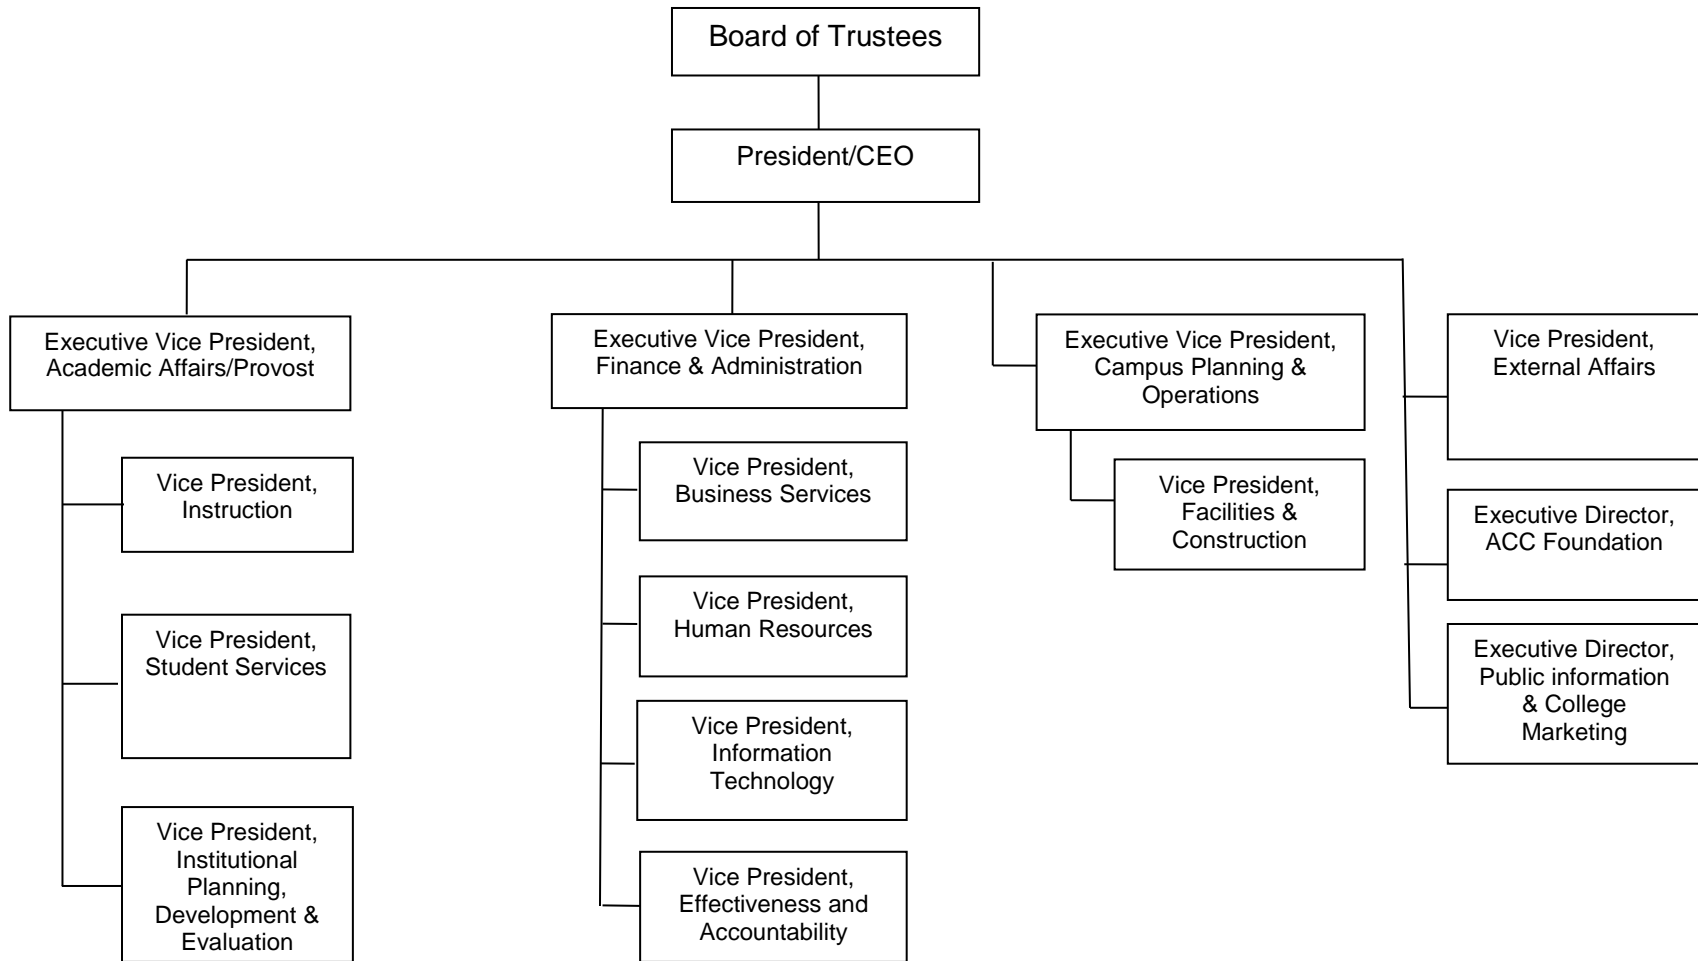 Board of Trustees
President/CEO
Executive Vice President,
Academic Affairs/Provost
Vice President,
Instruction
Vice President,
Student Services
Vice President,
Institutional
Planning,
Development &
Evaluation
Executive Vice President,
Finance & Administration
Vice President,
Business Services
Vice President,
Human Resources
Vice President,
Information
Technology
Vice President,
Effectiveness and
Accountability
Executive Vice President,
Campus Planning &
Operations
Vice President,
Facilities &
Construction
Vice President,
External Affairs
Executive Director,
ACC Foundation
Executive Director,
Public information
& College
Marketing